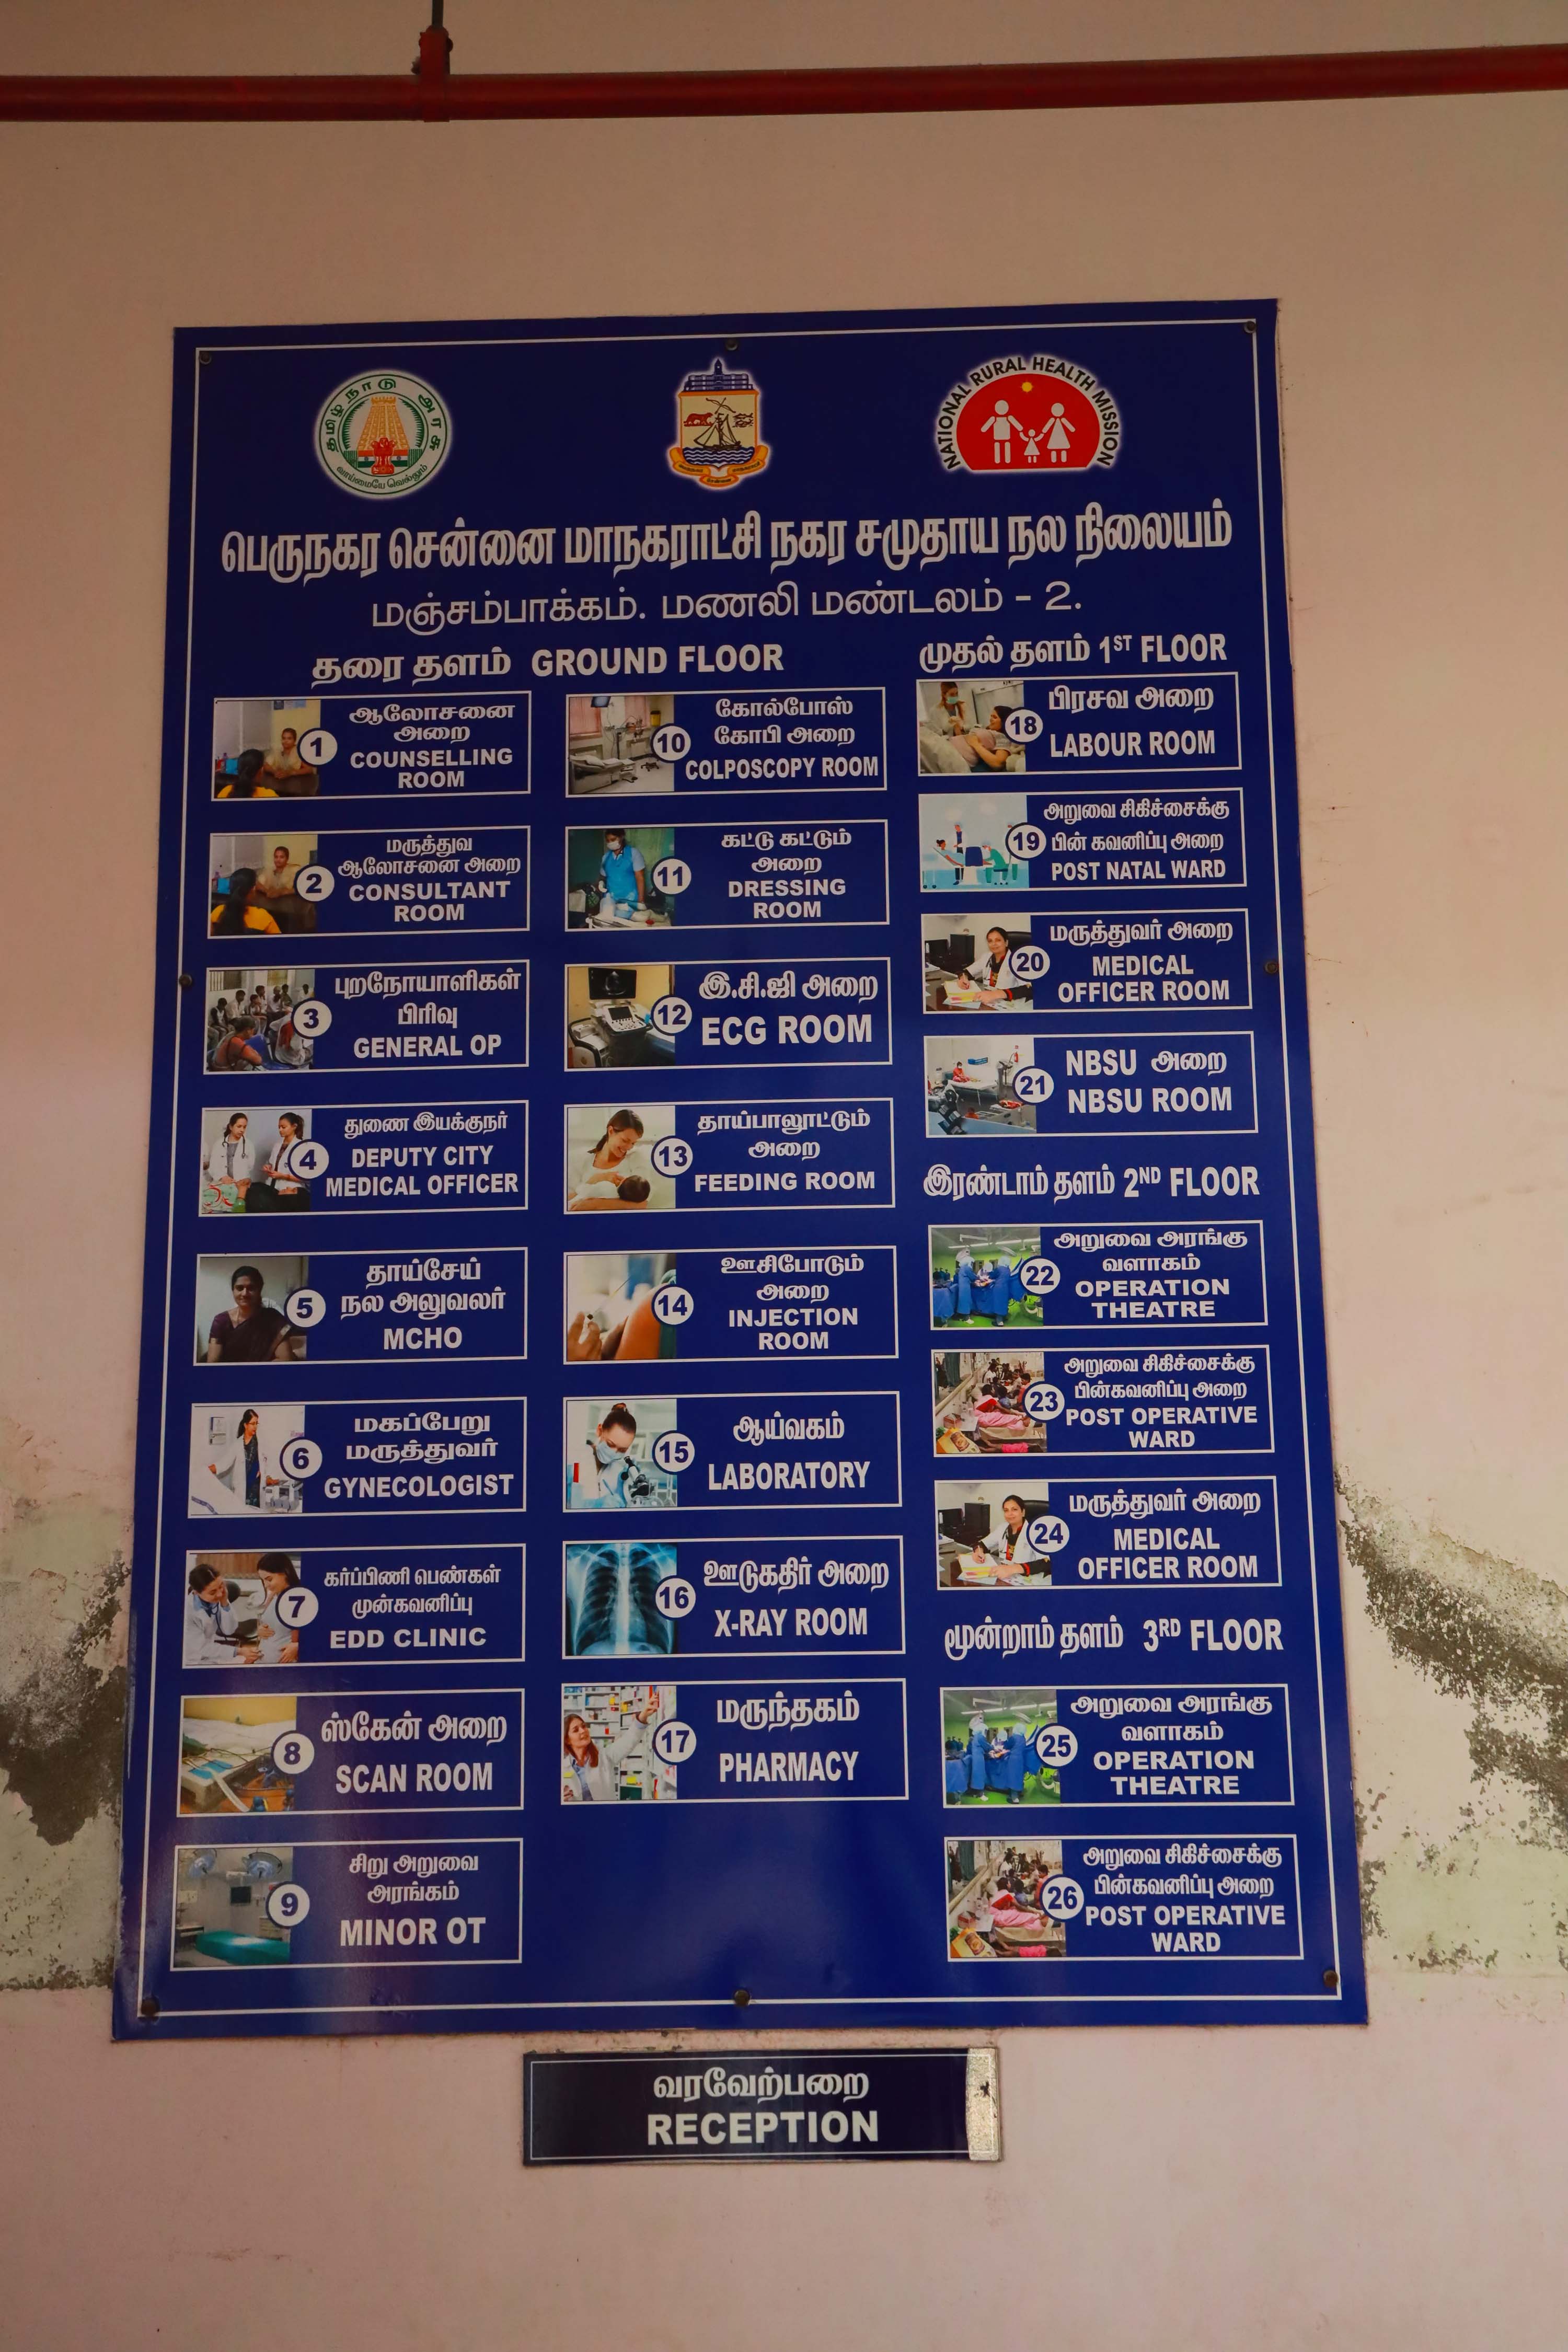 தமிழ்நாடு அரசு
வாய்மையே வெல்லும்
NATIONAL RURAL HEALTH MISSION
பெருநகர சென்னை மாநகராட்சி நகர சமுதாய நல நிலையம்
மஞ்சம்பாக்கம். மணலி மண்டலம் - 2.
தரை தளம் GROUND FLOOR
1
ஆலோசனை
அறை
COUNSELLING
ROOM
2
மருத்துவ
ஆலோசனை அறை
CONSULTANT
ROOM
3
புறநோயாளிகள்
பிரிவு
GENERAL OP
4
துணை இயக்குநர்
DEPUTY CITY
MEDICAL OFFICER
5
தாய்சேய்
நல அலுவலர்
MCHO
6
மகப்பேறு
மருத்துவர்
GYNECOLOGIST
7
கர்ப்பிணி பெண்கள்
முன்கவனிப்பு
EDD CLINIC
8
ஸ்கேன் அறை
SCAN ROOM
9
சிறு அறுவை
அரங்கம்
MINOR OT
10
கோல்போஸ்
கோபி அறை
COLPOSCOPY ROOM
11
கட்டு கட்டும்
அறை
DRESSING
ROOM
12
இ.சி.ஜி அறை
ECG ROOM
13
தாய்பாலூட்டும்
அறை
FEEDING ROOM
14
ஊசிபோடும்
அறை
INJECTION
ROOM
15
ஆய்வகம்
LABORATORY
16
ஊடுகதிர் அறை
X-RAY ROOM
17
மருந்தகம்
PHARMACY
முதல் தளம் 1ST FLOOR
18
பிரசவ அறை
LABOUR ROOM
19
அறுவை சிகிச்சைக்கு
பின் கவனிப்பு அறை
POST NATAL WARD
20
மருத்துவர் அறை
MEDICAL
OFFICER ROOM
21
NBSU அறை
NBSU ROOM
இரண்டாம் தளம் 2ND FLOOR
22
அறுவை அரங்கு
வளாகம்
OPERATION
THEATRE
23
அறுவை சிகிச்சைக்கு
பின்கவனிப்பு அறை
POST OPERATIVE
WARD
24
மருத்துவர் அறை
MEDICAL
OFFICER ROOM
மூன்றாம் தளம் 3RD FLOOR
25
அறுவை அரங்கு
வளாகம்
OPERATION
THEATRE
26
அறுவை சிகிச்சைக்கு
பின்கவனிப்பு அறை
POST OPERATIVE
WARD
வரவேற்பறை
RECEPTION